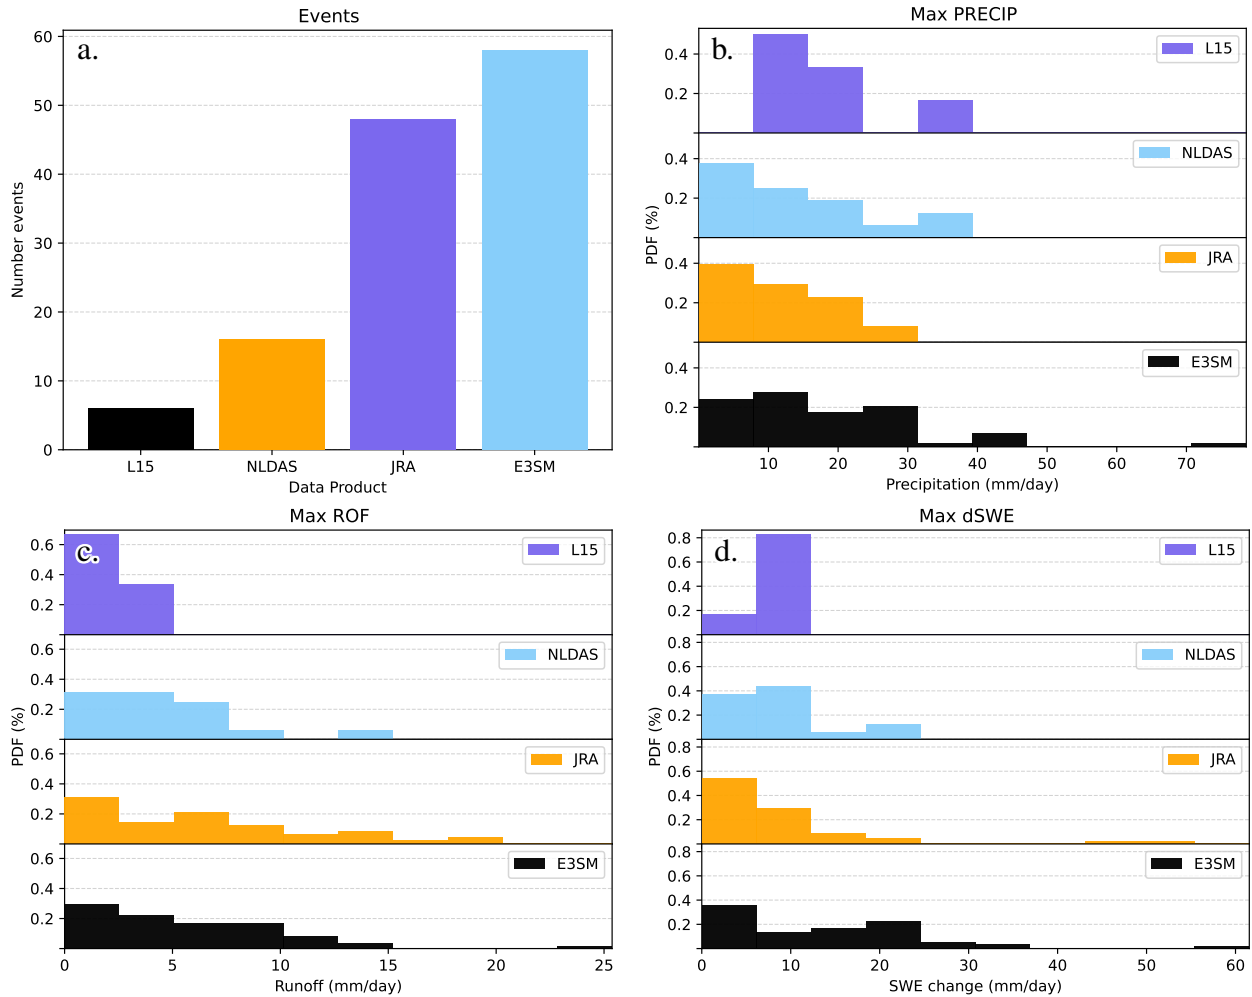 Events
a.
60
50
40
30
20
10
0
Number events
L15 NLDAS JRA E3SM
Data Product
Max PRECIP
b.
L15
0.4
0.2
NLDAS
0.4
0.2
JRA
0.4
0.2
E3SM
0.4
0.2
PDF (%)
10 20 30 40 50 60 70
Precipitation (mm/day)
Max ROF
c.
L15
0.6
0.4
0.2
NLDAS
0.6
0.4
0.2
JRA
0.6
0.4
0.2
E3SM
0.6
0.4
0.2
PDF (%)
0 5 10 15 20 25
Runoff (mm/day)
Max dSWE
d.
L15
0.8
0.6
0.4
0.2
NLDAS
0.8
0.6
0.4
0.2
JRA
0.8
0.6
0.4
0.2
E3SM
0.8
0.6
0.4
0.2
PDF (%)
0 10 20 30 40 50 60
SWE change (mm/day)